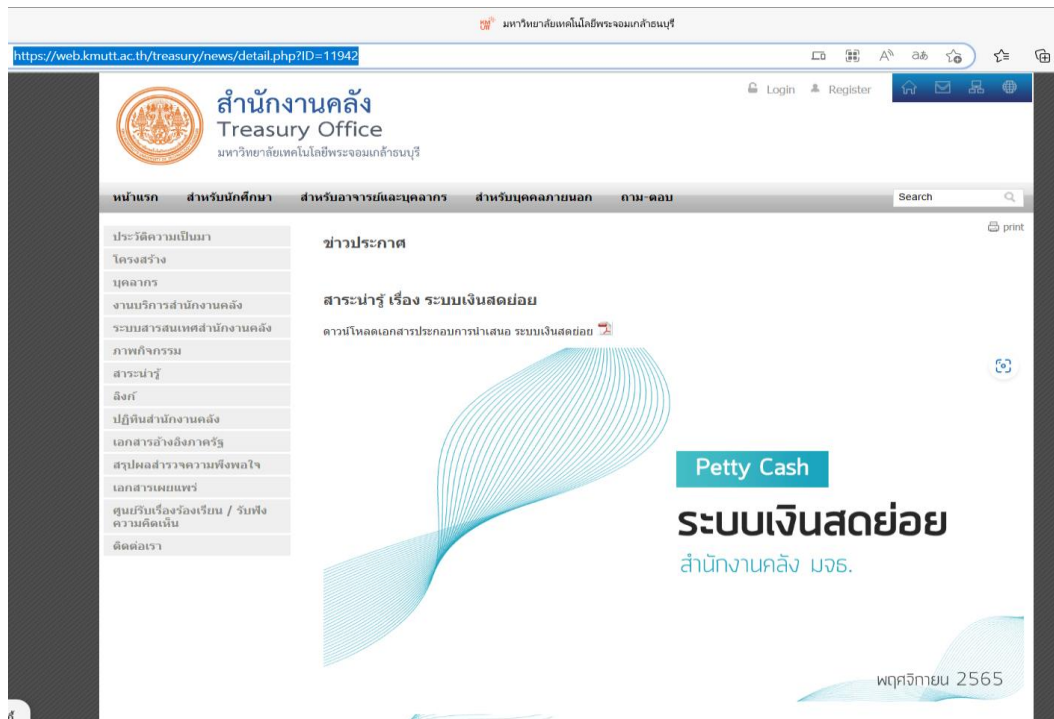 มหาวิทยาลัยเทคโนโลยีพระจอมเกล้าธนบุรี
https://web.kmutt.ac.th/treasury/news/detail.php?ID=11942
Login Register
สำนักงานคลัง
Treasury Office
มหาวิทยาลัยเทคโนโลยีพระจอมเกล้าธนบุรี
หน้าแรก สำหรับนักศึกษา สำหรับอาจารย์และบุคลากร สำหรับบุคคลภายนอก ถาม-ตอบ Search
print
ประวัติความเป็นมา
โครงสร้าง
บุคลากร
งานบริการสำนักงานคลัง
ระบบสารสนเทศสำนักงานคลัง
ภาพกิจกรรม
สาระน่ารู้
ลิงก์
ปฏิทินสำนักงานคลัง
เอกสารอ้างอิงภาครัฐ
สรุปผลสำรวจความพึงพอใจ
เอกสารเผยแพร่
ศูนย์รับเรื่องร้องเรียน / รับฟัง
ความคิดเห็น
ติดต่อเรา
ข่าวประกาศ
สาระน่ารู้ เรื่อง ระบบเงินสดย่อย
ดาวน์โหลดเอกสารประกอบการนำเสนอ ระบบเงินสดย่อย
Petty Cash
ระบบเงินสดย่อย
สำนักงานคลัง มจธ.
พฤศจิกายน 2565